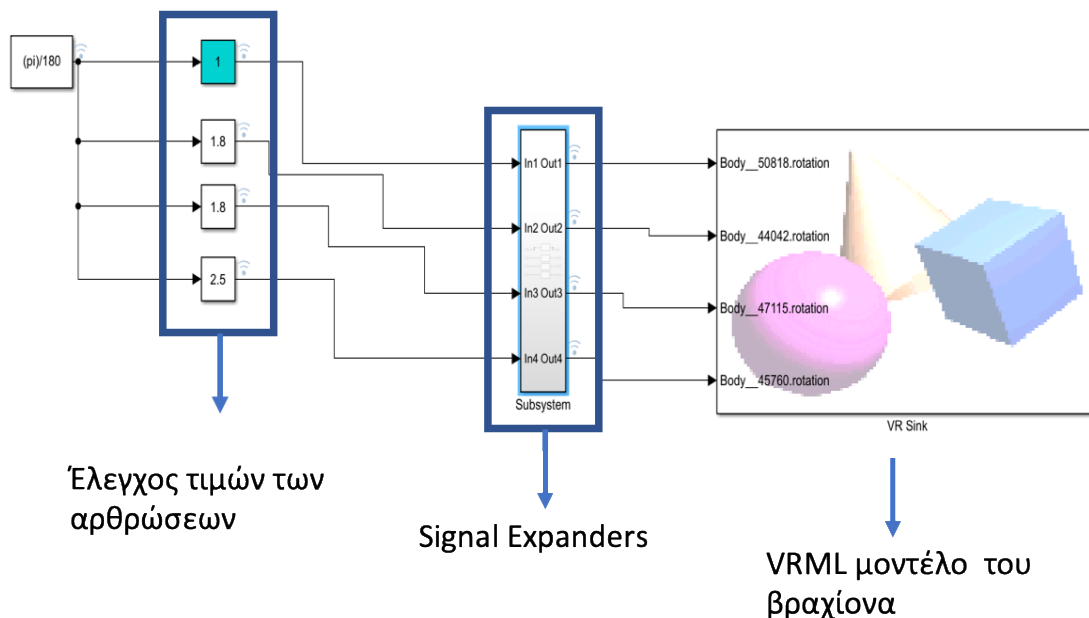 (pi)/180
1
1.8
1.8
2.5
In1 Out1
In2 Out2
In3 Out3
In4 Out4
Subsystem
Body__50818.rotation
Body__44042.rotation
Body__47115.rotation
Body__45760.rotation
VR Sink
Έλεγχος τιμών των
αρθρώσεων
Signal Expanders
VRML μοντέλο του
βραχίονα